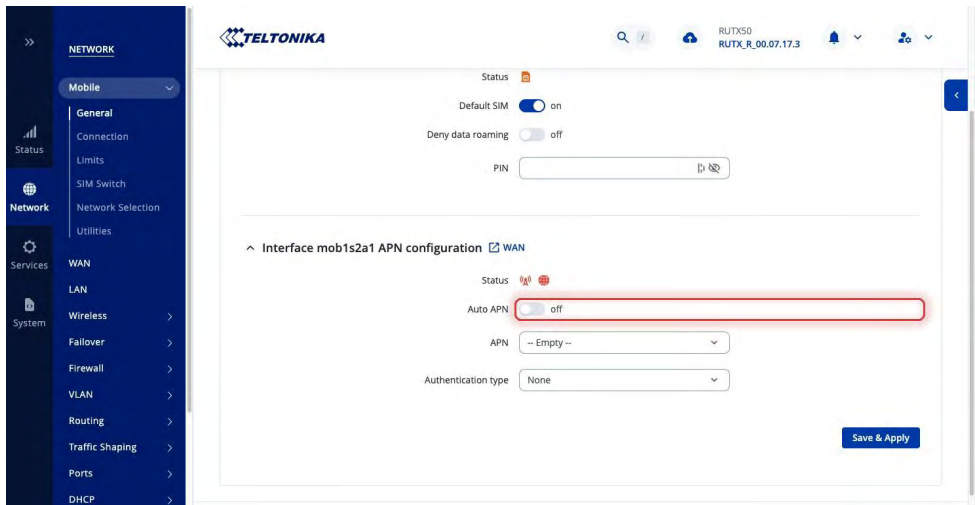 TELTONIKA
/
RUTX50
RUTX_R_00.07.17.3
NETWORK
Mobile
General
Connection
Limits
SIM Switch
Network Selection
Utilities
WAN
LAN
Wireless
Failover
Firewall
VLAN
Routing
Traffic Shaping
Ports
DHCP
Status
Network
Services
System
Status
Default SIM on
Deny data roaming off
PIN
Interface mob1s2a1 APN configuration WAN
Status
Auto APN off
APN -- Empty --
Authentication type None
Save & Apply